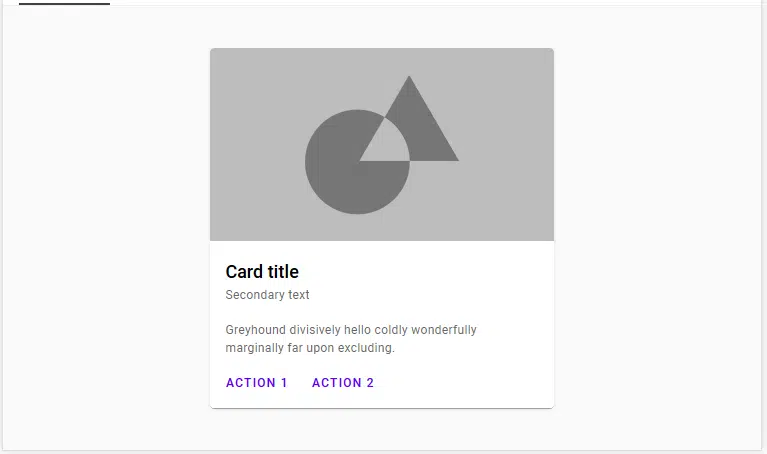 Card title
Secondary text
Greyhound divisively hello coldly wonderfully
marginally far upon excluding.
ACTION 1 ACTION 2